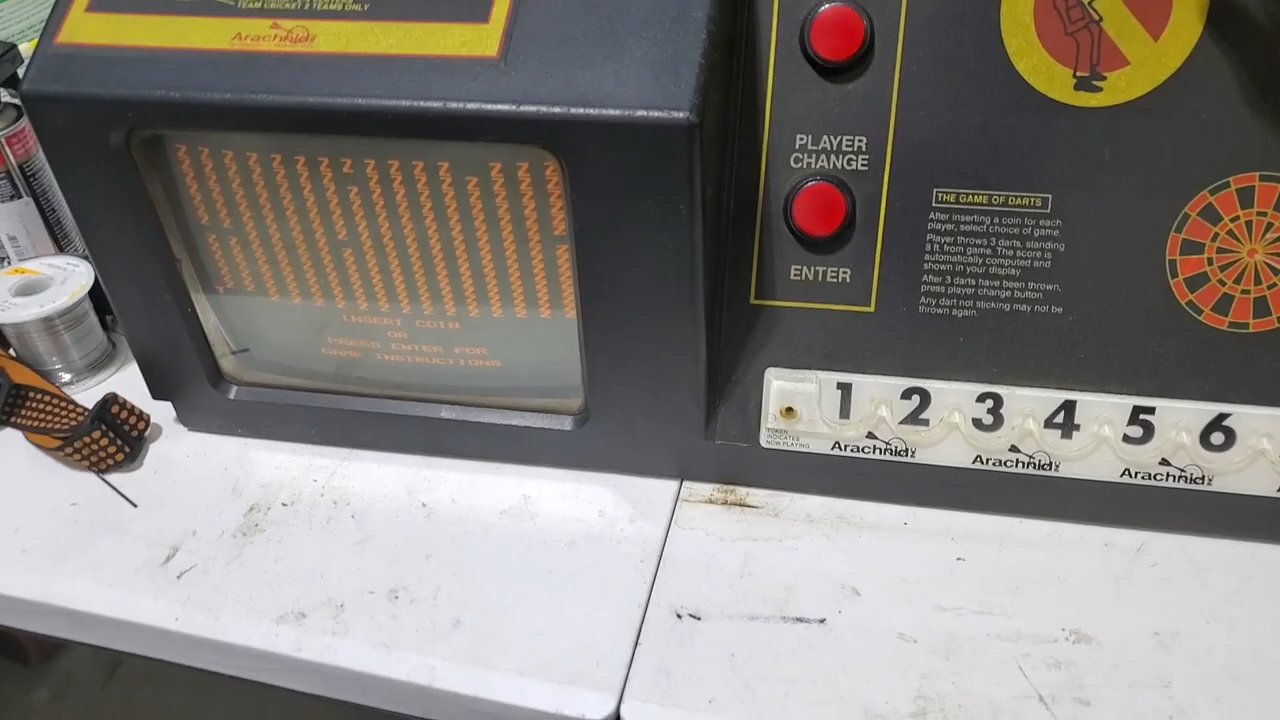 TEAM CRICKET 2 TEAMS ONLY
Arachnid
INSERT COIN
OR
PRESS ENTER FOR
GAME INSTRUCTIONS
PLAYER
CHANGE
ENTER
THE GAME OF DARTS
After inserting a coin for each
player, select choice of game.
Player throws 3 darts, standing
8 ft. from game. The score is
automatically computed and
shown in your display.
After 3 darts have been thrown,
press player change button.
Any dart not sticking may not be
thrown again.
1 2 3 4 5 6
TOKEN
INDICATES
NOW PLAYING
Arachnid INC
Arachnid INC
Arachnid INC